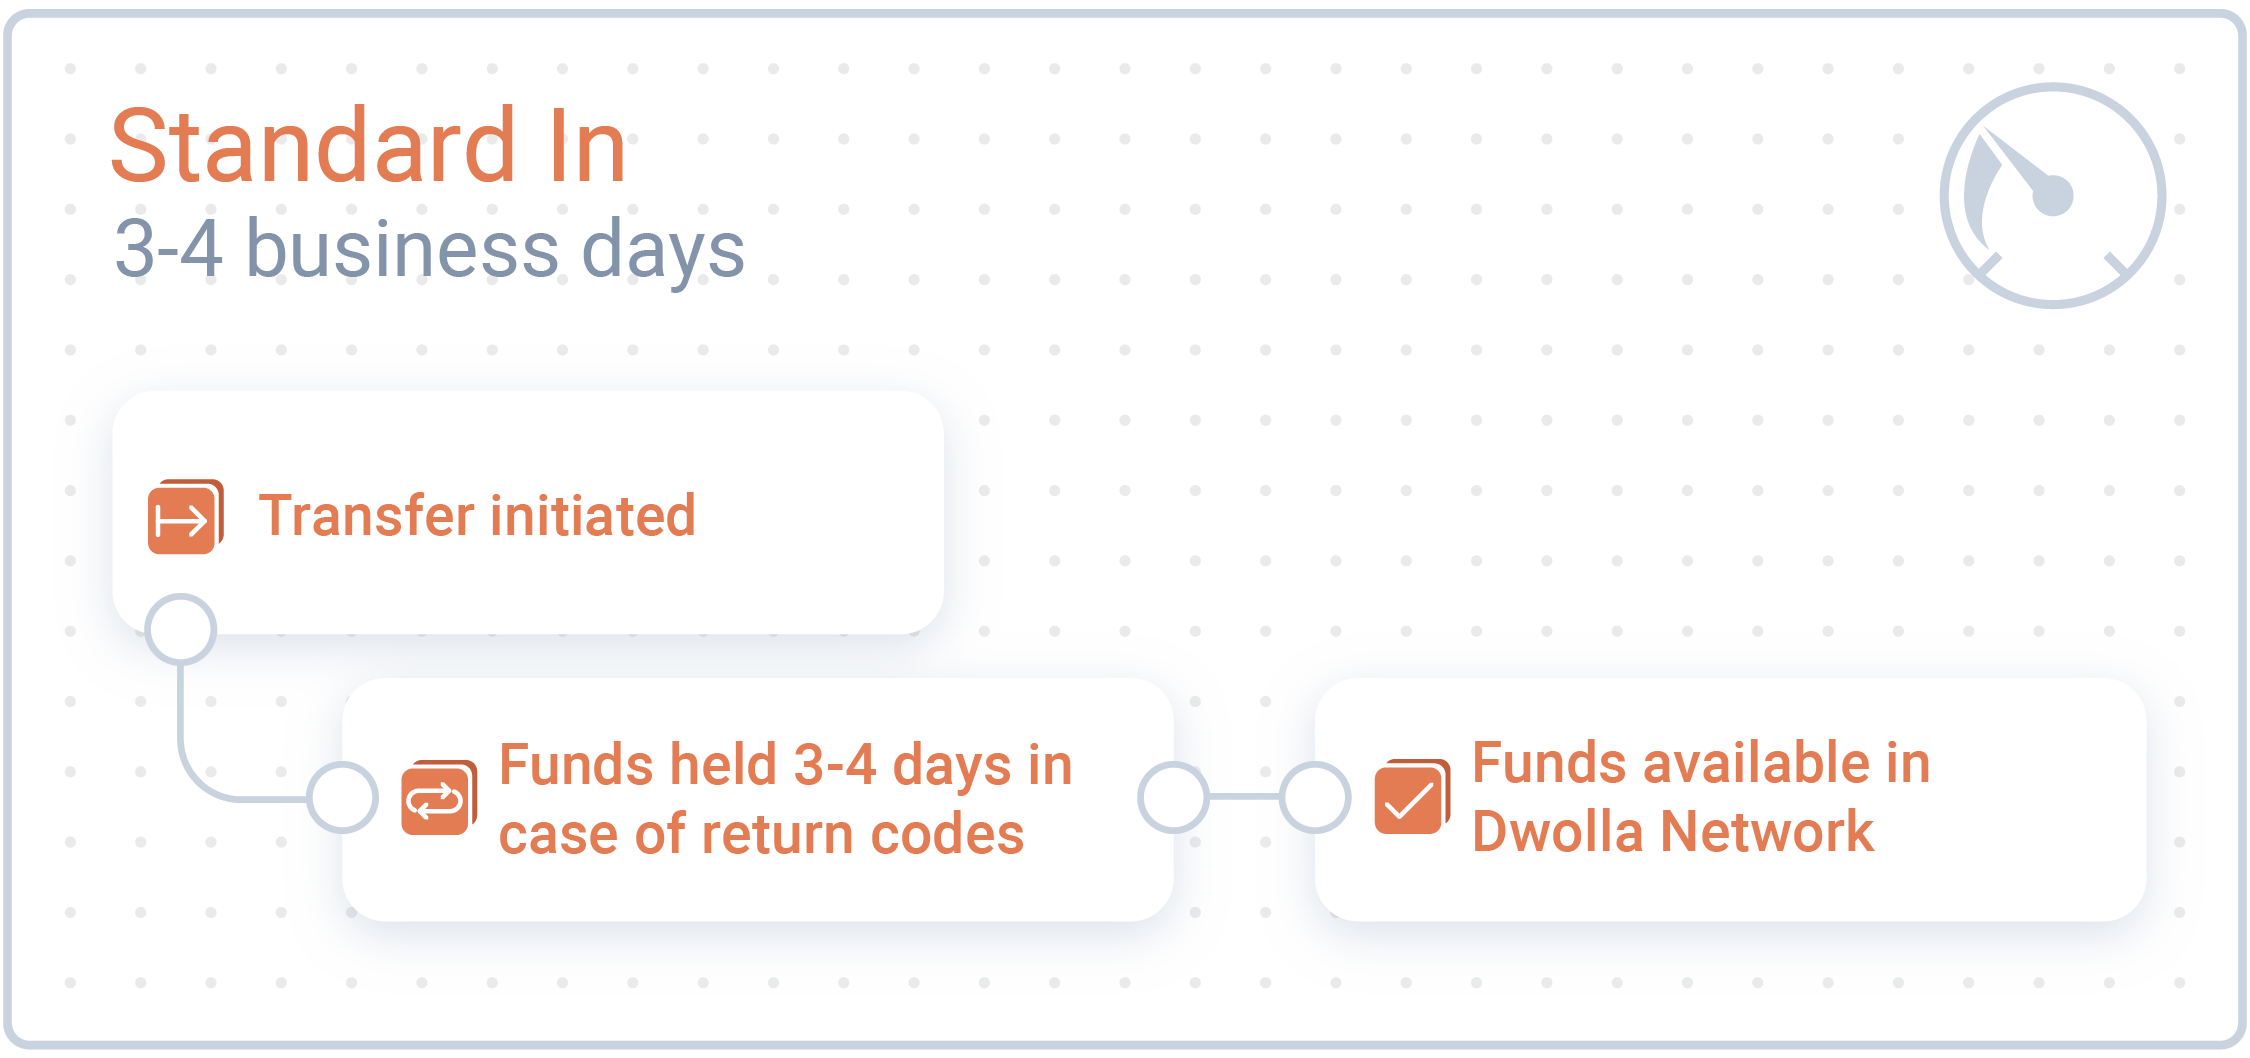 Standard In
3-4 business days
Transfer initiated
Funds held 3-4 days in
case of return codes
Funds available in
Dwolla Network